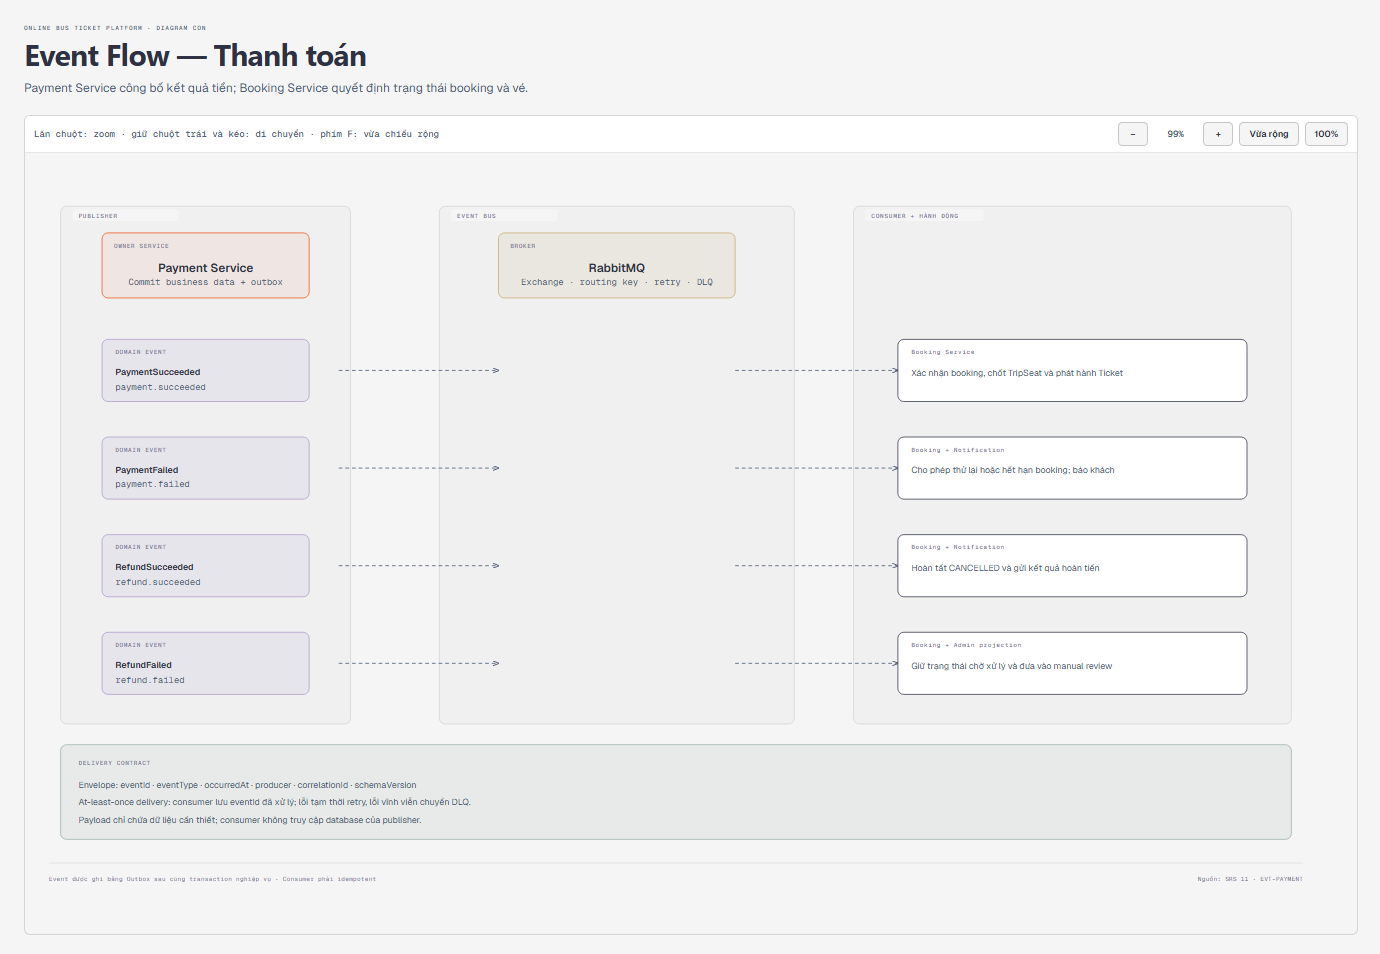 ONLINE BUS TICKET PLATFORM · DIAGRAM CON
Event Flow — Thanh toán
Payment Service công bố kết quả tiền; Booking Service quyết định trạng thái booking và vé.
Lăn chuột: zoom · giữ chuột trái và kéo: di chuyển · phím F: vừa chiều rộng
−
99%
+
Vừa rộng
100%
PUBLISHER
EVENT BUS
CONSUMER + HÀNH ĐỘNG
OWNER SERVICE
Payment Service
Commit business data + outbox
BROKER
RabbitMQ
Exchange · routing key · retry · DLQ
DOMAIN EVENT
PaymentSucceeded
payment.succeeded
Booking Service
Xác nhận booking, chốt TripSeat và phát hành Ticket
DOMAIN EVENT
PaymentFailed
payment.failed
Booking + Notification
Cho phép thử lại hoặc hết hạn booking; báo khách
DOMAIN EVENT
RefundSucceeded
refund.succeeded
Booking + Notification
Hoàn tất CANCELLED và gửi kết quả hoàn tiền
DOMAIN EVENT
RefundFailed
refund.failed
Booking + Admin projection
Giữ trạng thái chờ xử lý và đưa vào manual review
DELIVERY CONTRACT
Envelope: eventId · eventType · occurredAt · producer · correlationId · schemaVersion
At-least-once delivery: consumer lưu eventId đã xử lý; lỗi tạm thời retry, lỗi vĩnh viễn chuyển DLQ.
Payload chỉ chứa dữ liệu cần thiết; consumer không truy cập database của publisher.
Event được ghi bằng Outbox sau cùng transaction nghiệp vụ · Consumer phải idempotent
Nguồn: SRS 11 · EVT-PAYMENT